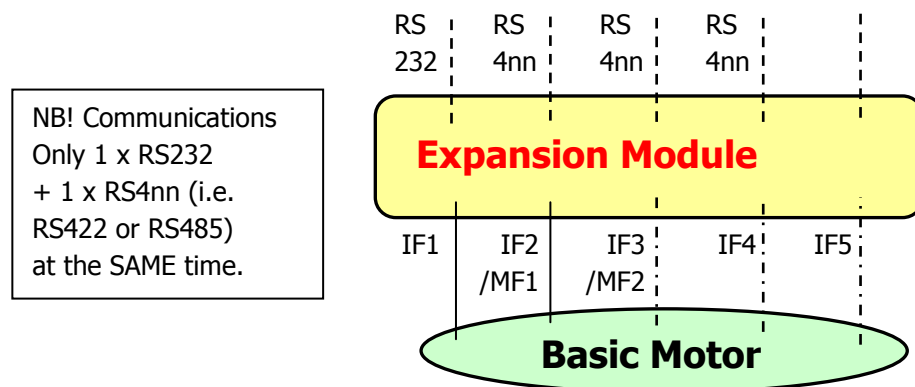 RS RS RS RS
232 4nn 4nn 4nn
NB! Communications
Only 1 x RS232
+ 1 x RS4nn (i.e.
RS422 or RS485)
at the SAME time.
Expansion Module
IF1 IF2 IF3 IF4 IF5
/MF1 /MF2
Basic Motor